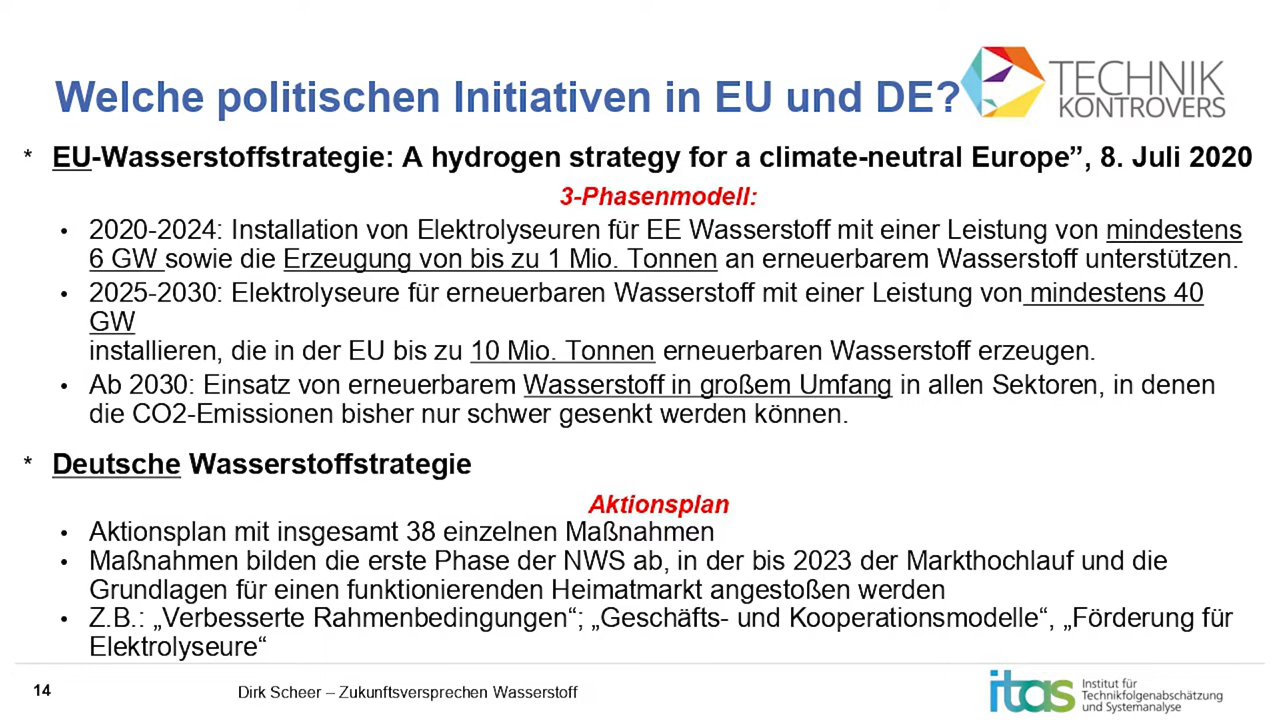 Welche politischen Initiativen in EU und DE?
TECHNIK
KONTROVERS
* EU-Wasserstoffstrategie: A hydrogen strategy for a climate-neutral Europe”, 8. Juli 2020
3-Phasenmodell:
• 2020-2024: Installation von Elektrolyseuren für EE Wasserstoff mit einer Leistung von mindestens
6 GW sowie die Erzeugung von bis zu 1 Mio. Tonnen an erneuerbarem Wasserstoff unterstützen.
• 2025-2030: Elektrolyseure für erneuerbaren Wasserstoff mit einer Leistung von mindestens 40
GW
installieren, die in der EU bis zu 10 Mio. Tonnen erneuerbaren Wasserstoff erzeugen.
• Ab 2030: Einsatz von erneuerbarem Wasserstoff in großem Umfang in allen Sektoren, in denen
die CO2-Emissionen bisher nur schwer gesenkt werden können.
* Deutsche Wasserstoffstrategie
Aktionsplan
• Aktionsplan mit insgesamt 38 einzelnen Maßnahmen
• Maßnahmen bilden die erste Phase der NWS ab, in der bis 2023 der Markthochlauf und die
Grundlagen für einen funktionierenden Heimatmarkt angestoßen werden
• Z.B.: „Verbesserte Rahmenbedingungen“; „Geschäfts- und Kooperationsmodelle“, „Förderung für
Elektrolyseure“
14
Dirk Scheer – Zukunftsversprechen Wasserstoff
itas
Institut für
Technikfolgenabschätzung
und Systemanalyse